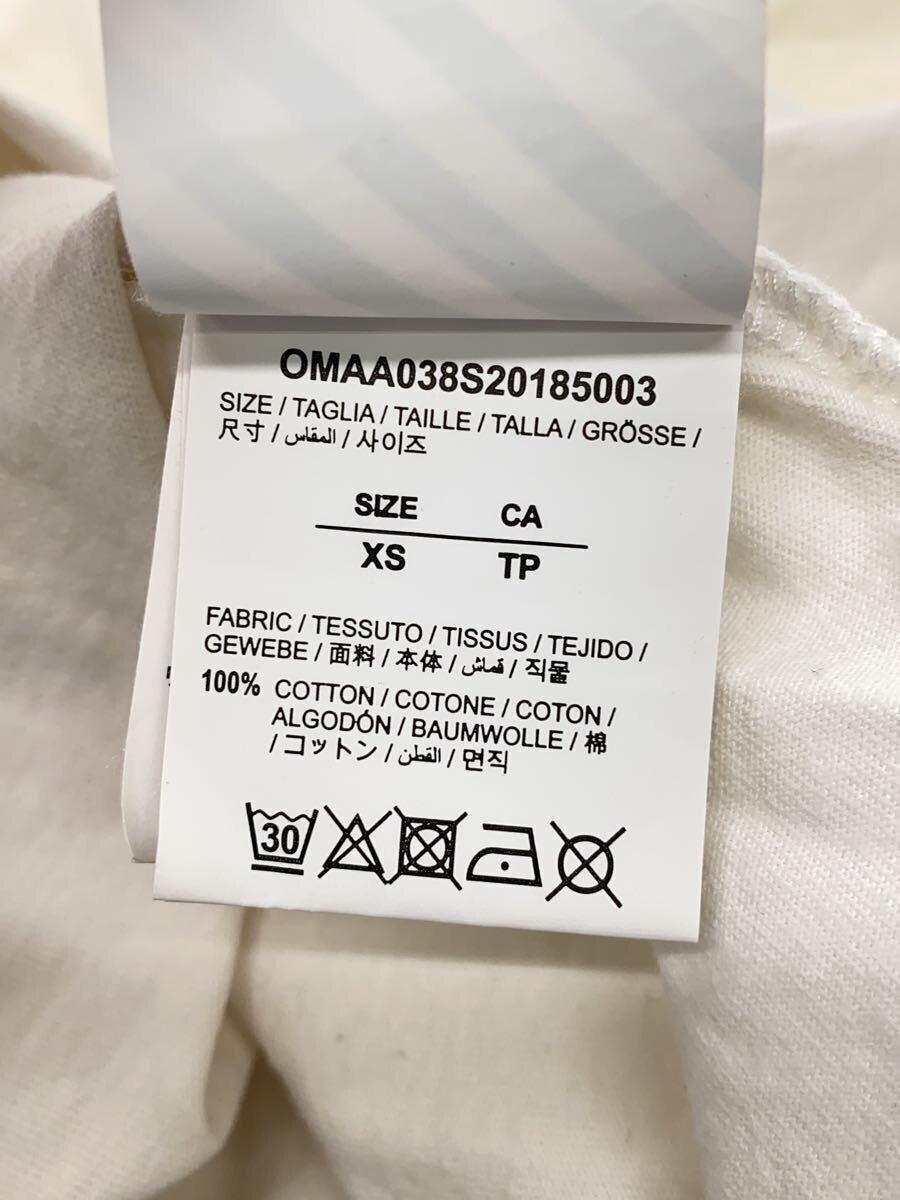 OMAA038S20185003
SIZE / TAGLIA / TAILLE / TALLA / GRÖSSE /
尺寸 / المقاس / 사이즈
SIZE CA
XS TP
FABRIC / TESSUTO / TISSUS / TEJIDO /
GEWEBE / 面料 / 本体 / قماش / 직물
100% COTTON / COTONE / COTON /
ALGODÓN / BAUMWOLLE / 棉
/ コットン / القطن / 면직
30